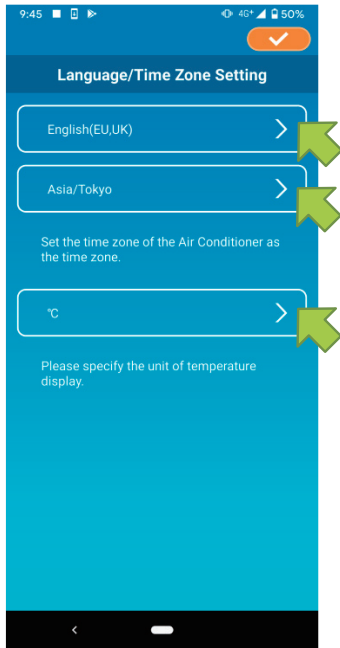 9:45 4G+ 50%
Language/Time Zone Setting
English(EU,UK)
Asia/Tokyo
Set the time zone of the Air Conditioner as
the time zone.
℃
Please specify the unit of temperature
display.